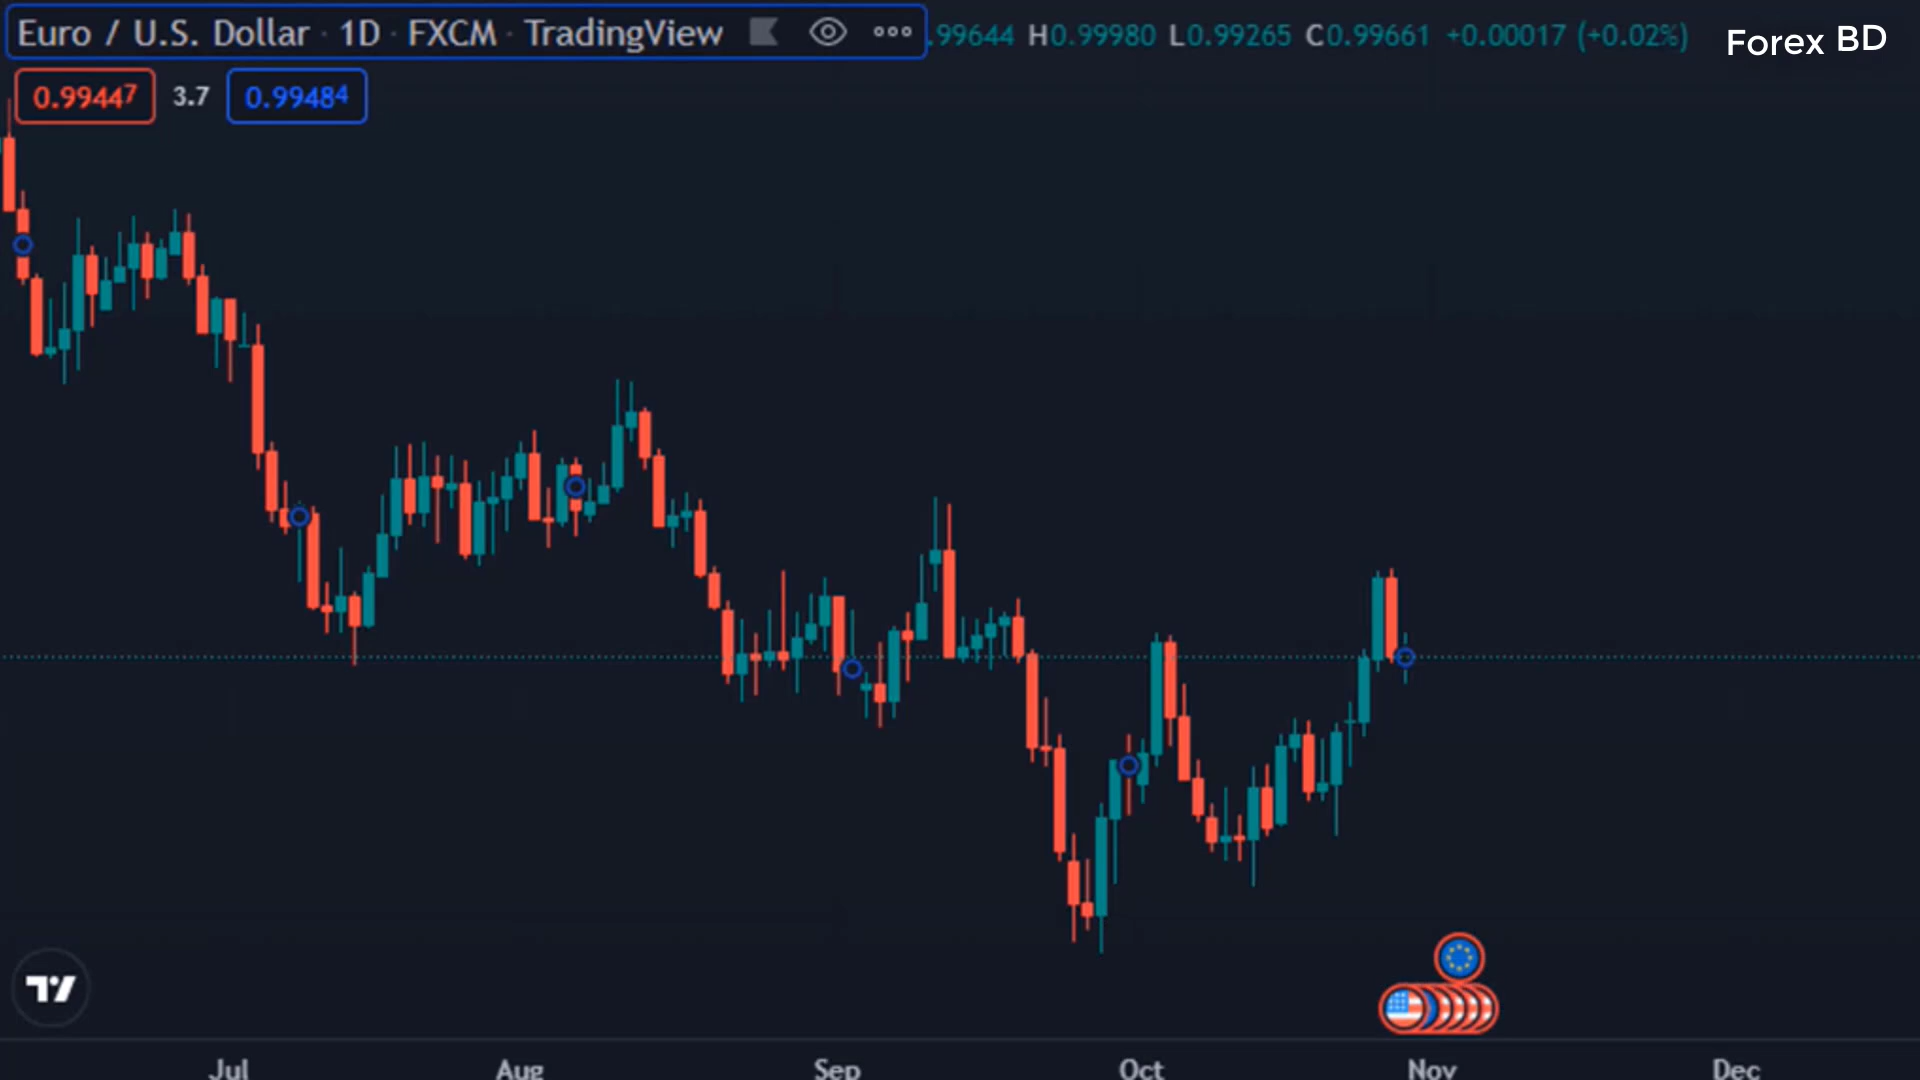 Euro / U.S. Dollar · 1D · FXCM · TradingView .99644 H0.99980 L0.99265 C0.99661 +0.00017 (+0.02%)
Forex BD
0.99447 3.7 0.99484
Jul Aug Sep Oct Nov Dec